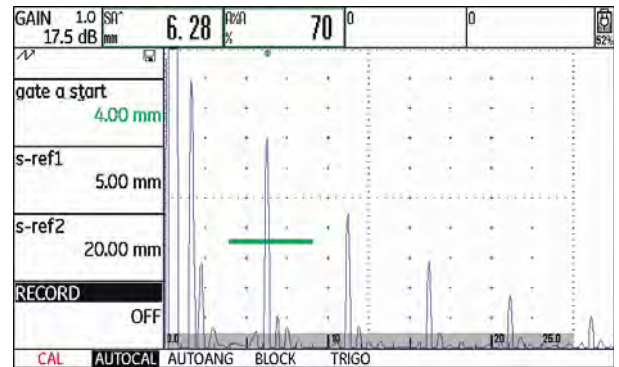 GAIN 1.0 SA^ 6.28 A%A 70 0 0
17.5 dB mm % 52%
gate a start
4.00 mm
s-ref1
5.00 mm
s-ref2
20.00 mm
RECORD
OFF
0.0 10 20 25.0
CAL AUTOCAL AUTOANG BLOCK TRIGO